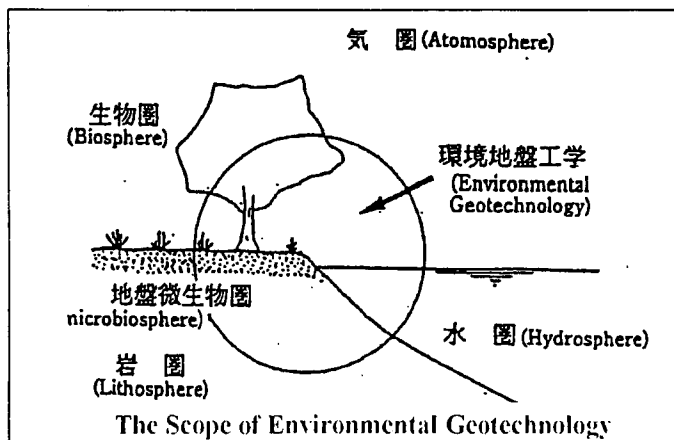 気 圏 (Atomosphere)
生物圏
(Biosphere)
環境地盤工学
(Environmental
Geotechnology)
地盤微生物圏
nicrobiosphere)
水 圏 (Hydrosphere)
岩 圏
(Lithosphere)
The Scope of Environmental Geotechnology